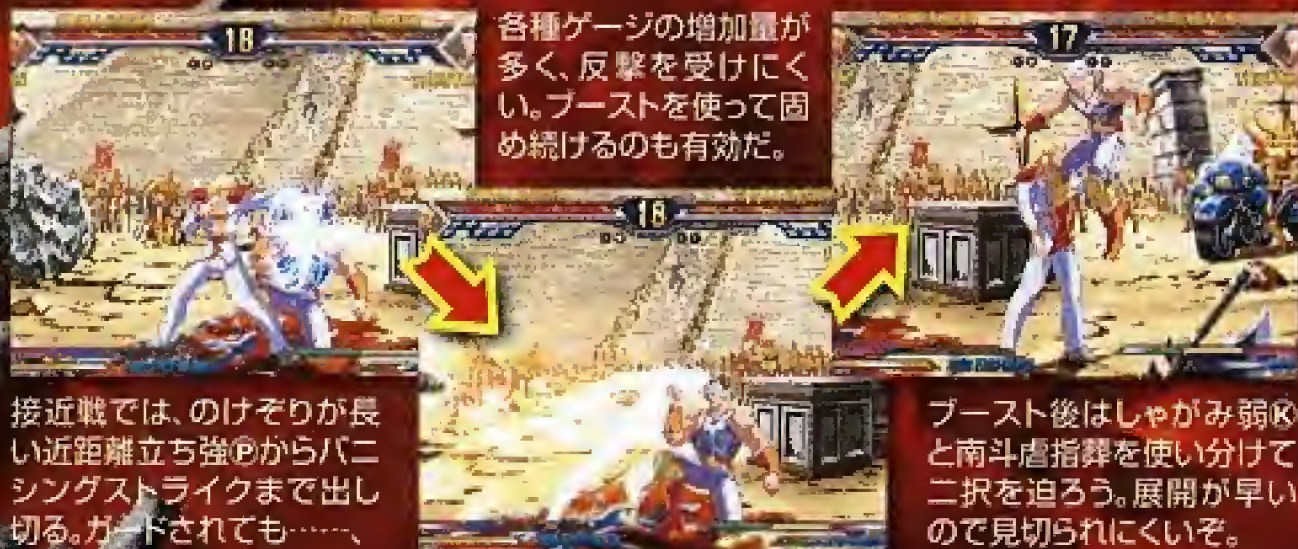 18
接近戦では、のけぞりが長
い近距離立ち強Ⓟからバニ
シングストライクまで出し
切る。ガードされても……、
各種ゲージの増加量が
多く、反撃を受けにく
い。ブーストを使って固
め続けるのも有効だ。
18
17
ブースト後はしゃがみ弱Ⓚ
と南斗虐指葬を使い分けて
二択を迫ろう。展開が早い
ので見切られにくいぞ。